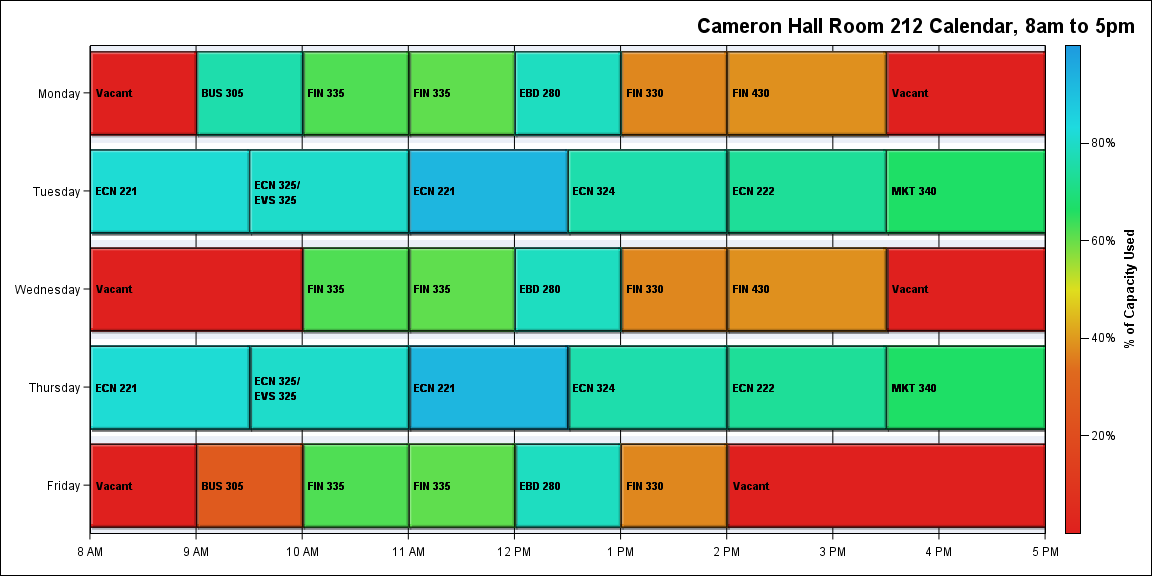 Cameron Hall Room 212 Calendar, 8am to 5pm
Monday
Vacant
BUS 305
FIN 335
FIN 335
EBD 280
FIN 330
FIN 430
Vacant
Tuesday
ECN 221
ECN 325/
EVS 325
ECN 221
ECN 324
ECN 222
MKT 340
Wednesday
Vacant
FIN 335
FIN 335
EBD 280
FIN 330
FIN 430
Vacant
Thursday
ECN 221
ECN 325/
EVS 325
ECN 221
ECN 324
ECN 222
MKT 340
Friday
Vacant
BUS 305
FIN 335
FIN 335
EBD 280
FIN 330
Vacant
8 AM
9 AM
10 AM
11 AM
12 PM
1 PM
2 PM
3 PM
4 PM
5 PM
80%
60%
40%
20%
% of Capacity Used